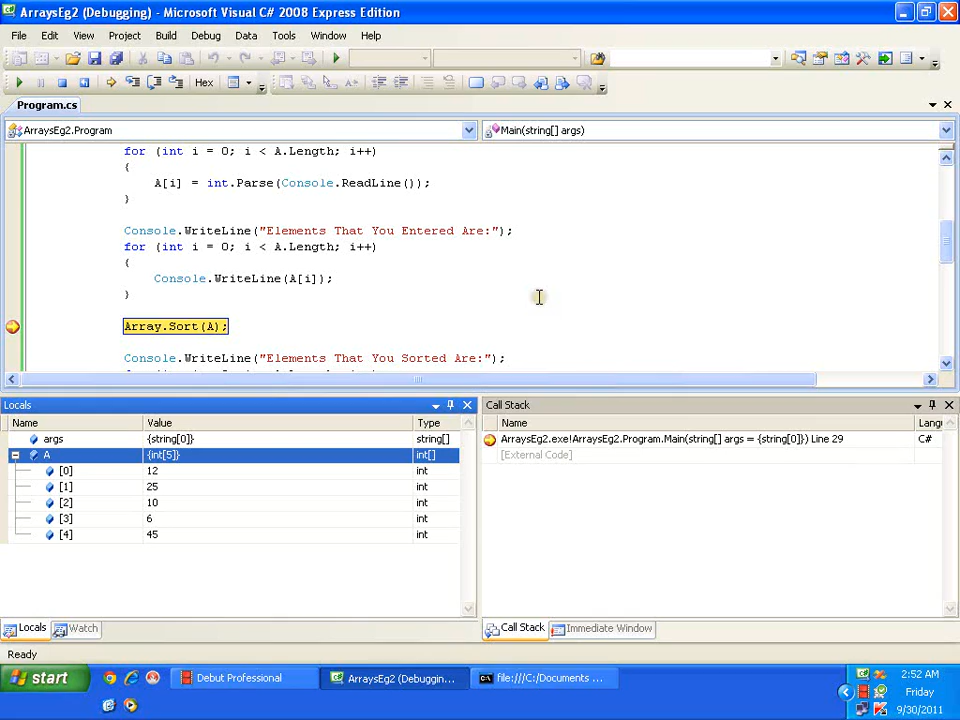 ArraysEg2 (Debugging) - Microsoft Visual C# 2008 Express Edition
File Edit View Project Build Debug Data Tools Window Help
Hex
Program.cs
ArraysEg2.Program
Main(string[] args)
for (int i = 0; i < A.Length; i++)
{
A[i] = int.Parse(Console.ReadLine());
}
Console.WriteLine("Elements That You Entered Are:");
for (int i = 0; i < A.Length; i++)
{
Console.WriteLine(A[i]);
}
Array.Sort(A);
Console.WriteLine("Elements That You Sorted Are:");
Locals
Name Value Type
args {string[0]} string[]
A {int[5]} int[]
[0] 12 int
[1] 25 int
[2] 10 int
[3] 6 int
[4] 45 int
Locals Watch
Call Stack
Name Langu
ArraysEg2.exe!ArraysEg2.Program.Main(string[] args = {string[0]}) Line 29 C#
[External Code]
Call Stack Immediate Window
Ready
start
Debut Professional
ArraysEg2 (Debuggin...
file:///C:/Documents ...
2:52 AM
Friday
9/30/2011